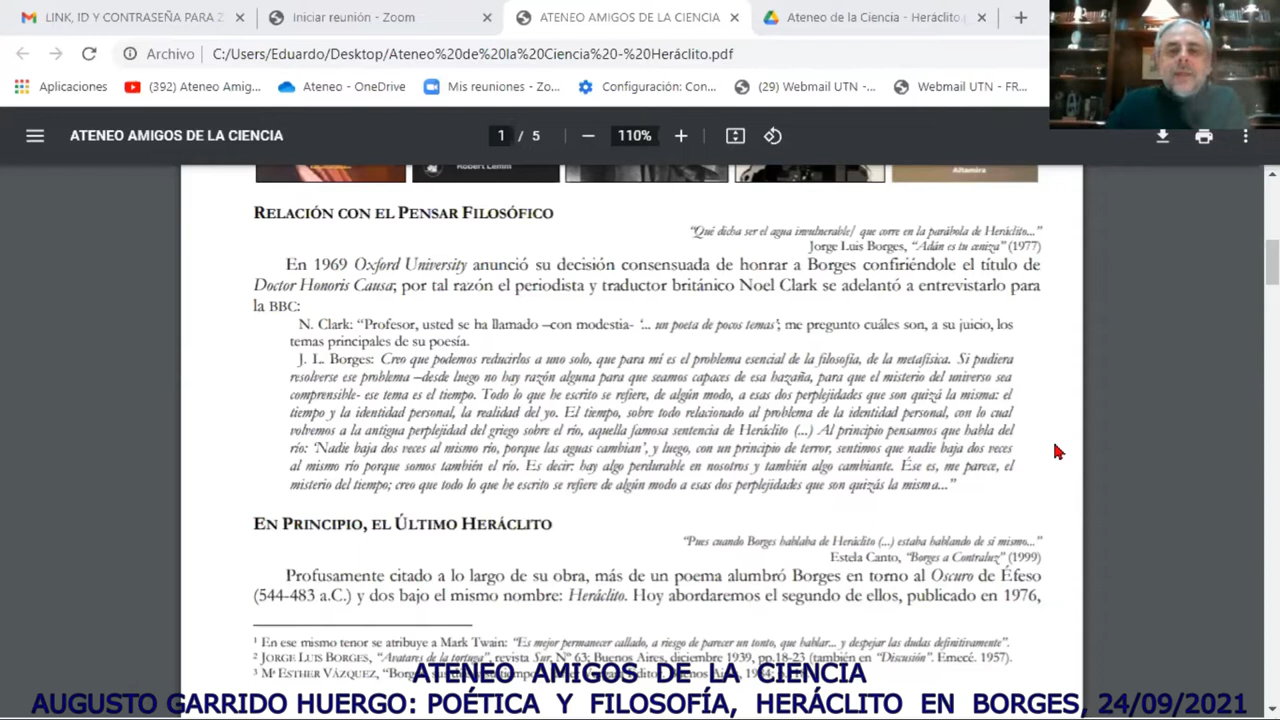 LINK, ID Y CONTRASEÑA PARA Z
Iniciar reunión - Zoom
ATENEO AMIGOS DE LA CIENCIA
Ateneo de la Ciencia - Heráclito
Archivo
C:/Users/Eduardo/Desktop/Ateneo%20de%20la%20Ciencia%20-%20Heráclito.pdf
Aplicaciones
(392) Ateneo Amig...
Ateneo - OneDrive
Mis reuniones - Zo...
Configuración: Con...
(29) Webmail UTN -...
Webmail UTN - FR...
ATENEO AMIGOS DE LA CIENCIA
1 / 5
110%
Robert Lemm
Altamira
RELACIÓN CON EL PENSAR FILOSÓFICO
“Qué dicha ser el agua invulnerable/ que corre en la parábola de Heráclito...”
Jorge Luis Borges, “Adán es tu ceniza” (1977)
En 1969 Oxford University anunció su decisión consensuada de honrar a Borges confiriéndole el título de
Doctor Honoris Causa; por tal razón el periodista y traductor británico Noel Clark se adelantó a entrevistarlo para
la BBC:
N. Clark: “Profesor, usted se ha llamado –con modestia- ‘... un poeta de pocos temas’; me pregunto cuáles son, a su juicio, los
temas principales de su poesía.
J. L. Borges: Creo que podemos reducirlos a uno solo, que para mí es el problema esencial de la filosofía, de la metafísica. Si pudiera
resolverse ese problema –desde luego no hay razón alguna para que seamos capaces de esa hazaña, para que el misterio del universo sea
comprensible- ese tema es el tiempo. Todo lo que he escrito se refiere, de algún modo, a esas dos perplejidades que son quizá la misma: el
tiempo y la identidad personal, la realidad del yo. El tiempo, sobre todo relacionado al problema de la identidad personal, con lo cual
volvemos a la antigua perplejidad del griego sobre el río, aquella famosa sentencia de Heráclito (...) Al principio pensamos que habla del
río: ‘Nadie baja dos veces al mismo río, porque las aguas cambian’, y luego, con un principio de terror, sentimos que nadie baja dos veces
al mismo río porque somos también el río. Es decir: hay algo perdurable en nosotros y también algo cambiante. Ése es, me parece, el
misterio del tiempo; creo que todo lo que he escrito se refiere de algún modo a esas dos perplejidades que son quizás la misma...”
EN PRINCIPIO, EL ÚLTIMO HERÁCLITO
“Pues cuando Borges hablaba de Heráclito (...) estaba hablando de sí mismo...”
Estela Canto, “Borges a Contraluz” (1999)
Profusamente citado a lo largo de su obra, más de un poema alumbró Borges en torno al Oscuro de Éfeso
(544-483 a.C.) y dos bajo el mismo nombre: Heráclito. Hoy abordaremos el segundo de ellos, publicado en 1976,
1 En ese mismo tenor se atribuye a Mark Twain: “Es mejor permanecer callado, a riesgo de parecer un tonto, que hablar... y despejar las dudas definitivamente”.
2 JORGE LUIS BORGES, “Avatares de la tortuga”, revista Sur, Nº 63; Buenos Aires, diciembre 1939, pp.18-23 (también en “Discusión”. Emecé. 1957).
3 Mª ESTHER VÁZQUEZ, “Borges
ATENEO AMIGOS DE LA CIENCIA
AUGUSTO GARRIDO HUERGO: POÉTICA Y FILOSOFÍA, HERÁCLITO EN BORGES, 24/09/2021